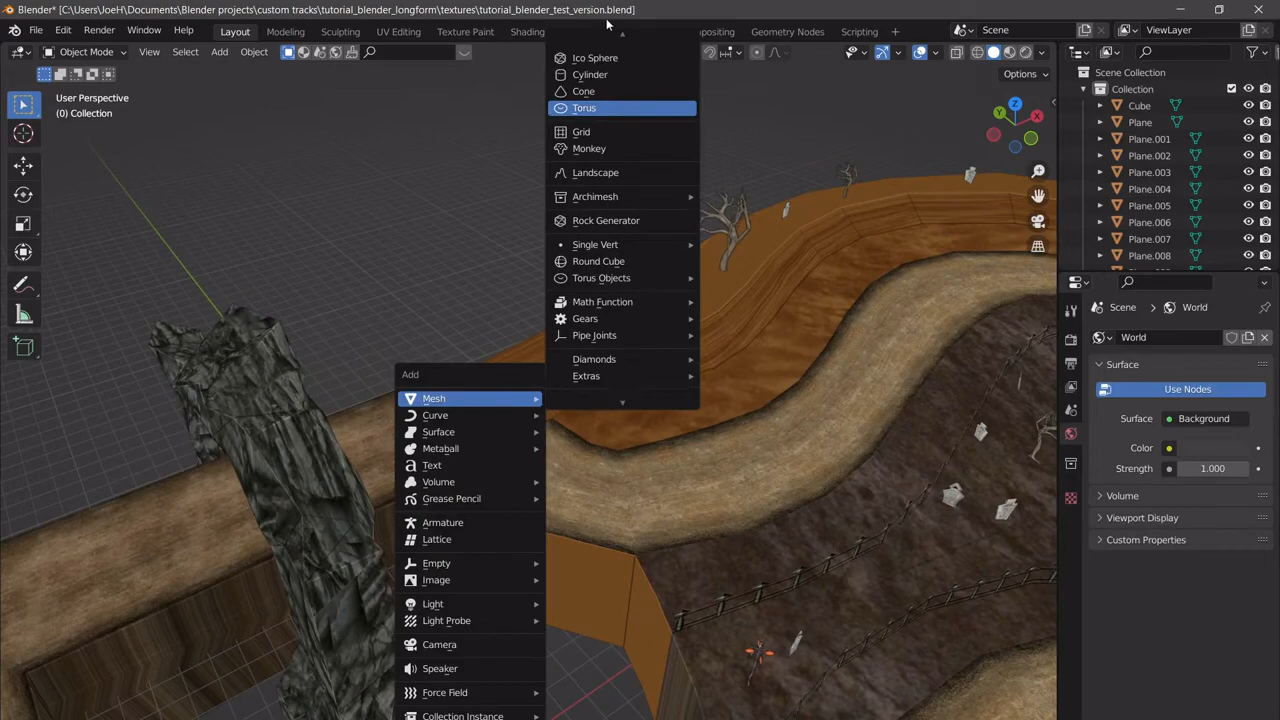 Blender* [C:\Users\JoeH\Documents\Blender projects\custom tracks\tutorial_blender_longform\textures\tutorial_blender_test_version.blend]
File Edit Render Window Help Layout Modeling Sculpting UV Editing Texture Paint Shading positing Geometry Nodes Scripting + Scene ViewLayer
Object Mode View Select Add Object
Options
User Perspective
(0) Collection
Z
X
Y
Ico Sphere
Cylinder
Cone
Torus
Grid
Monkey
Landscape
Archimesh
Rock Generator
Single Vert
Round Cube
Torus Objects
Math Function
Gears
Pipe Joints
Diamonds
Extras
Add
Mesh
Curve
Surface
Metaball
Text
Volume
Grease Pencil
Armature
Lattice
Empty
Image
Light
Light Probe
Camera
Speaker
Force Field
Collection Instance
Scene Collection
Collection
Cube
Plane
Plane.001
Plane.002
Plane.003
Plane.004
Plane.005
Plane.006
Plane.007
Plane.008
Scene World
World
Surface
Use Nodes
Surface Background
Color
Strength 1.000
Volume
Viewport Display
Custom Properties